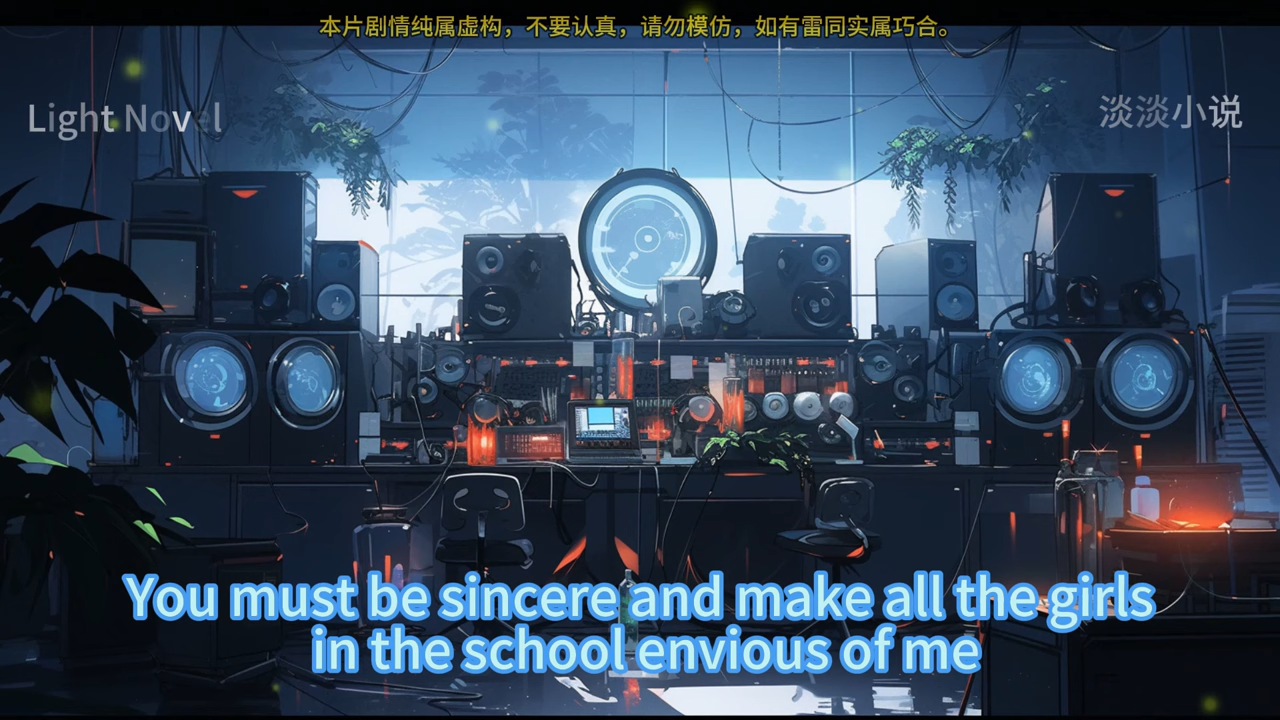 本片剧情纯属虚构，不要认真，请勿模仿，如有雷同实属巧合。
Light Novel
淡淡小说
You must be sincere and make all the girls
in the school envious of me